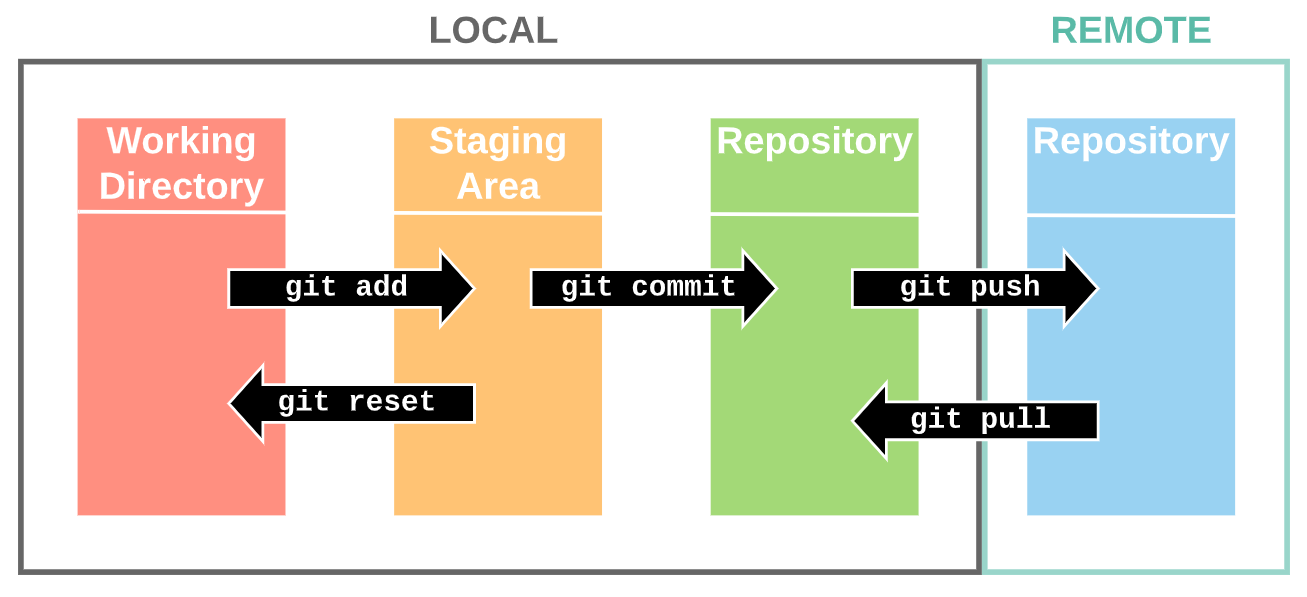 LOCAL
REMOTE
Working
Directory
Staging
Area
Repository
Repository
git add
git commit
git push
git reset
git pull